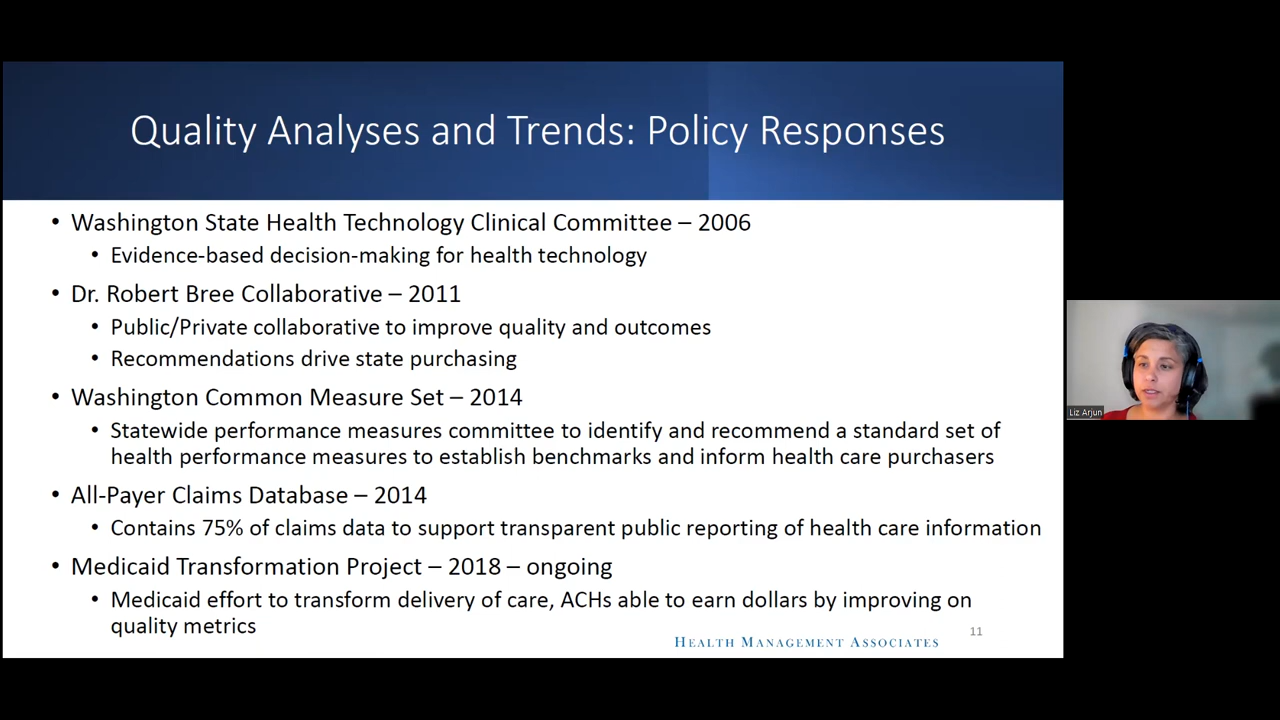 Quality Analyses and Trends: Policy Responses
• Washington State Health Technology Clinical Committee – 2006
• Evidence-based decision-making for health technology
• Dr. Robert Bree Collaborative – 2011
• Public/Private collaborative to improve quality and outcomes
• Recommendations drive state purchasing
• Washington Common Measure Set – 2014
• Statewide performance measures committee to identify and recommend a standard set of
health performance measures to establish benchmarks and inform health care purchasers
• All-Payer Claims Database – 2014
• Contains 75% of claims data to support transparent public reporting of health care information
• Medicaid Transformation Project – 2018 – ongoing
• Medicaid effort to transform delivery of care, ACHs able to earn dollars by improving on
quality metrics
HEALTH MANAGEMENT ASSOCIATES
11
Liz Arjun